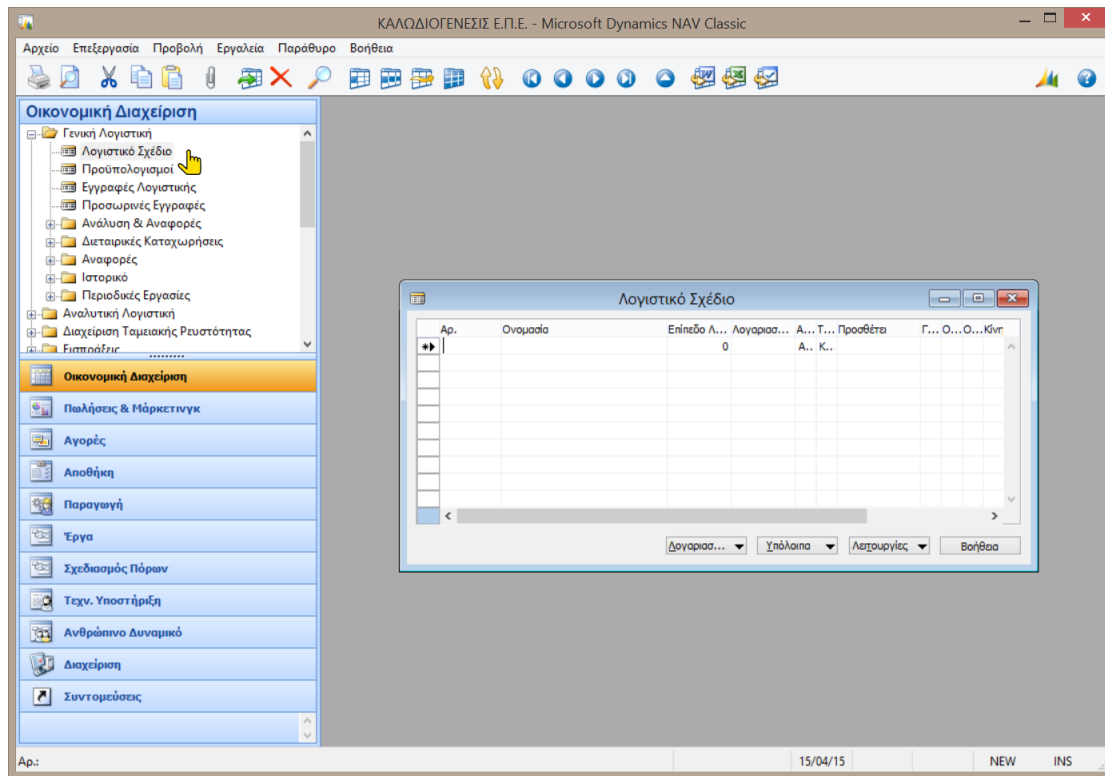 ΚΑΛΩΔΙΟΓΕΝΕΣΙΣ Ε.Π.Ε. - Microsoft Dynamics NAV Classic
Αρχείο Επεξεργασία Προβολή Εργαλεία Παράθυρο Βοήθεια
Οικονομική Διαχείριση
Γενική Λογιστική
Λογιστικό Σχέδιο
Προϋπολογισμοί
Εγγραφές Λογιστικής
Προσωρινές Εγγραφές
Ανάλυση & Αναφορές
Διεταιρικές Καταχωρήσεις
Αναφορές
Ιστορικό
Περιοδικές Εργασίες
Αναλυτική Λογιστική
Διαχείριση Ταμειακής Ρευστότητας
Εισπράξεις
Οικονομική Διαχείριση
Πωλήσεις & Μάρκετινγκ
Αγορές
Αποθήκη
Παραγωγή
Έργα
Σχεδιασμός Πόρων
Τεχν. Υποστήριξη
Ανθρώπινο Δυναμικό
Διαχείριση
Συντομεύσεις
Λογιστικό Σχέδιο
Αρ. Ονομασία Επίπεδο Λ... Λογαριασ... Α... Τ... Προσθέτει Γ... Ο... Ο... Κίνη
0 Α.. Κ..
Λογαριασ... Υπόλοιπα Λειτουργίες Βοήθεια
Αρ.: 15/04/15 NEW INS